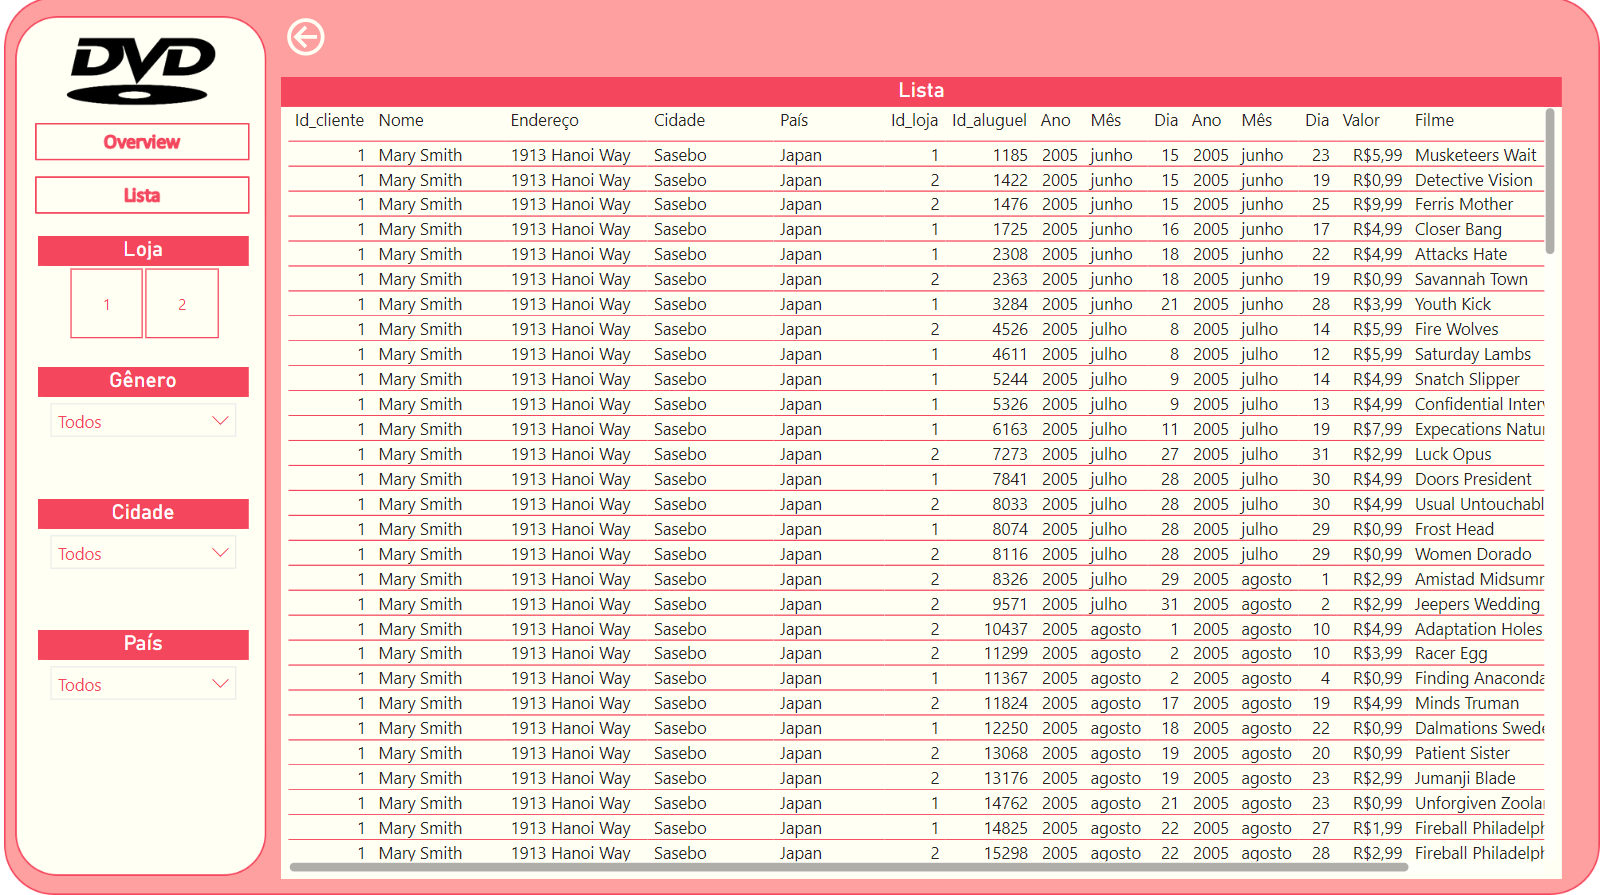 DVD
Overview
Lista
Loja
1 2
Gênero
Todos
Cidade
Todos
País
Todos
Lista
Id_cliente Nome Endereço Cidade País Id_loja Id_aluguel Ano Mês Dia Ano Mês Dia Valor Filme
1 Mary Smith 1913 Hanoi Way Sasebo Japan 1 1185 2005 junho 15 2005 junho 23 R$5,99 Musketeers Wait
1 Mary Smith 1913 Hanoi Way Sasebo Japan 2 1422 2005 junho 15 2005 junho 19 R$0,99 Detective Vision
1 Mary Smith 1913 Hanoi Way Sasebo Japan 2 1476 2005 junho 15 2005 junho 25 R$9,99 Ferris Mother
1 Mary Smith 1913 Hanoi Way Sasebo Japan 1 1725 2005 junho 16 2005 junho 17 R$4,99 Closer Bang
1 Mary Smith 1913 Hanoi Way Sasebo Japan 1 2308 2005 junho 18 2005 junho 22 R$4,99 Attacks Hate
1 Mary Smith 1913 Hanoi Way Sasebo Japan 2 2363 2005 junho 18 2005 junho 19 R$0,99 Savannah Town
1 Mary Smith 1913 Hanoi Way Sasebo Japan 1 3284 2005 junho 21 2005 junho 28 R$3,99 Youth Kick
1 Mary Smith 1913 Hanoi Way Sasebo Japan 2 4526 2005 julho 8 2005 julho 14 R$5,99 Fire Wolves
1 Mary Smith 1913 Hanoi Way Sasebo Japan 1 4611 2005 julho 8 2005 julho 12 R$5,99 Saturday Lambs
1 Mary Smith 1913 Hanoi Way Sasebo Japan 1 5244 2005 julho 9 2005 julho 14 R$4,99 Snatch Slipper
1 Mary Smith 1913 Hanoi Way Sasebo Japan 1 5326 2005 julho 9 2005 julho 13 R$4,99 Confidential Inter
1 Mary Smith 1913 Hanoi Way Sasebo Japan 1 6163 2005 julho 11 2005 julho 19 R$7,99 Expecations Natu
1 Mary Smith 1913 Hanoi Way Sasebo Japan 2 7273 2005 julho 27 2005 julho 31 R$2,99 Luck Opus
1 Mary Smith 1913 Hanoi Way Sasebo Japan 1 7841 2005 julho 28 2005 julho 30 R$4,99 Doors President
1 Mary Smith 1913 Hanoi Way Sasebo Japan 2 8033 2005 julho 28 2005 julho 30 R$4,99 Usual Untouchabl
1 Mary Smith 1913 Hanoi Way Sasebo Japan 1 8074 2005 julho 28 2005 julho 29 R$0,99 Frost Head
1 Mary Smith 1913 Hanoi Way Sasebo Japan 2 8116 2005 julho 28 2005 julho 29 R$0,99 Women Dorado
1 Mary Smith 1913 Hanoi Way Sasebo Japan 2 8326 2005 julho 29 2005 agosto 1 R$2,99 Amistad Midsumr
1 Mary Smith 1913 Hanoi Way Sasebo Japan 2 9571 2005 julho 31 2005 agosto 2 R$2,99 Jeepers Wedding
1 Mary Smith 1913 Hanoi Way Sasebo Japan 2 10437 2005 agosto 1 2005 agosto 10 R$4,99 Adaptation Holes
1 Mary Smith 1913 Hanoi Way Sasebo Japan 2 11299 2005 agosto 2 2005 agosto 10 R$3,99 Racer Egg
1 Mary Smith 1913 Hanoi Way Sasebo Japan 1 11367 2005 agosto 2 2005 agosto 4 R$0,99 Finding Anaconda
1 Mary Smith 1913 Hanoi Way Sasebo Japan 2 11824 2005 agosto 17 2005 agosto 19 R$4,99 Minds Truman
1 Mary Smith 1913 Hanoi Way Sasebo Japan 1 12250 2005 agosto 18 2005 agosto 22 R$0,99 Dalmations Swede
1 Mary Smith 1913 Hanoi Way Sasebo Japan 2 13068 2005 agosto 19 2005 agosto 20 R$0,99 Patient Sister
1 Mary Smith 1913 Hanoi Way Sasebo Japan 2 13176 2005 agosto 19 2005 agosto 23 R$2,99 Jumanji Blade
1 Mary Smith 1913 Hanoi Way Sasebo Japan 1 14762 2005 agosto 21 2005 agosto 23 R$0,99 Unforgiven Zoola
1 Mary Smith 1913 Hanoi Way Sasebo Japan 1 14825 2005 agosto 22 2005 agosto 27 R$1,99 Fireball Philadelph
1 Mary Smith 1913 Hanoi Way Sasebo Japan 2 15298 2005 agosto 22 2005 agosto 28 R$2,99 Fireball Philadelph